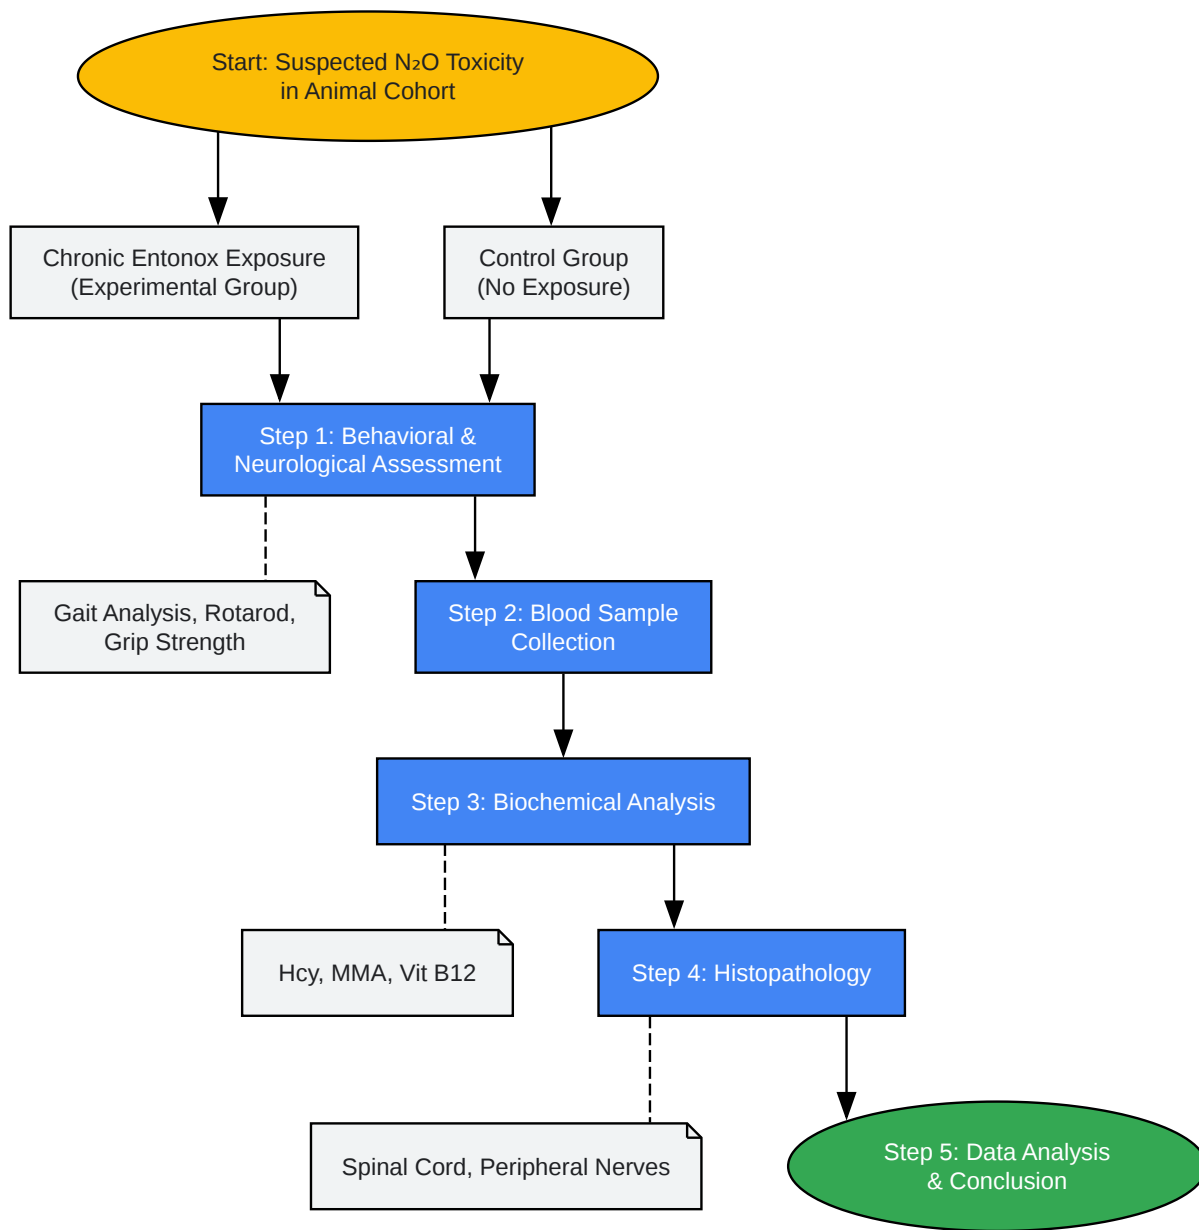 Start: Suspected N₂O Toxicity
in Animal Cohort
Chronic Entonox Exposure
(Experimental Group)
Control Group
(No Exposure)
Step 1: Behavioral &
Neurological Assessment
Gait Analysis, Rotarod,
Grip Strength
Step 2: Blood Sample
Collection
Step 3: Biochemical Analysis
Hcy, MMA, Vit B12
Step 4: Histopathology
Spinal Cord, Peripheral Nerves
Step 5: Data Analysis
& Conclusion